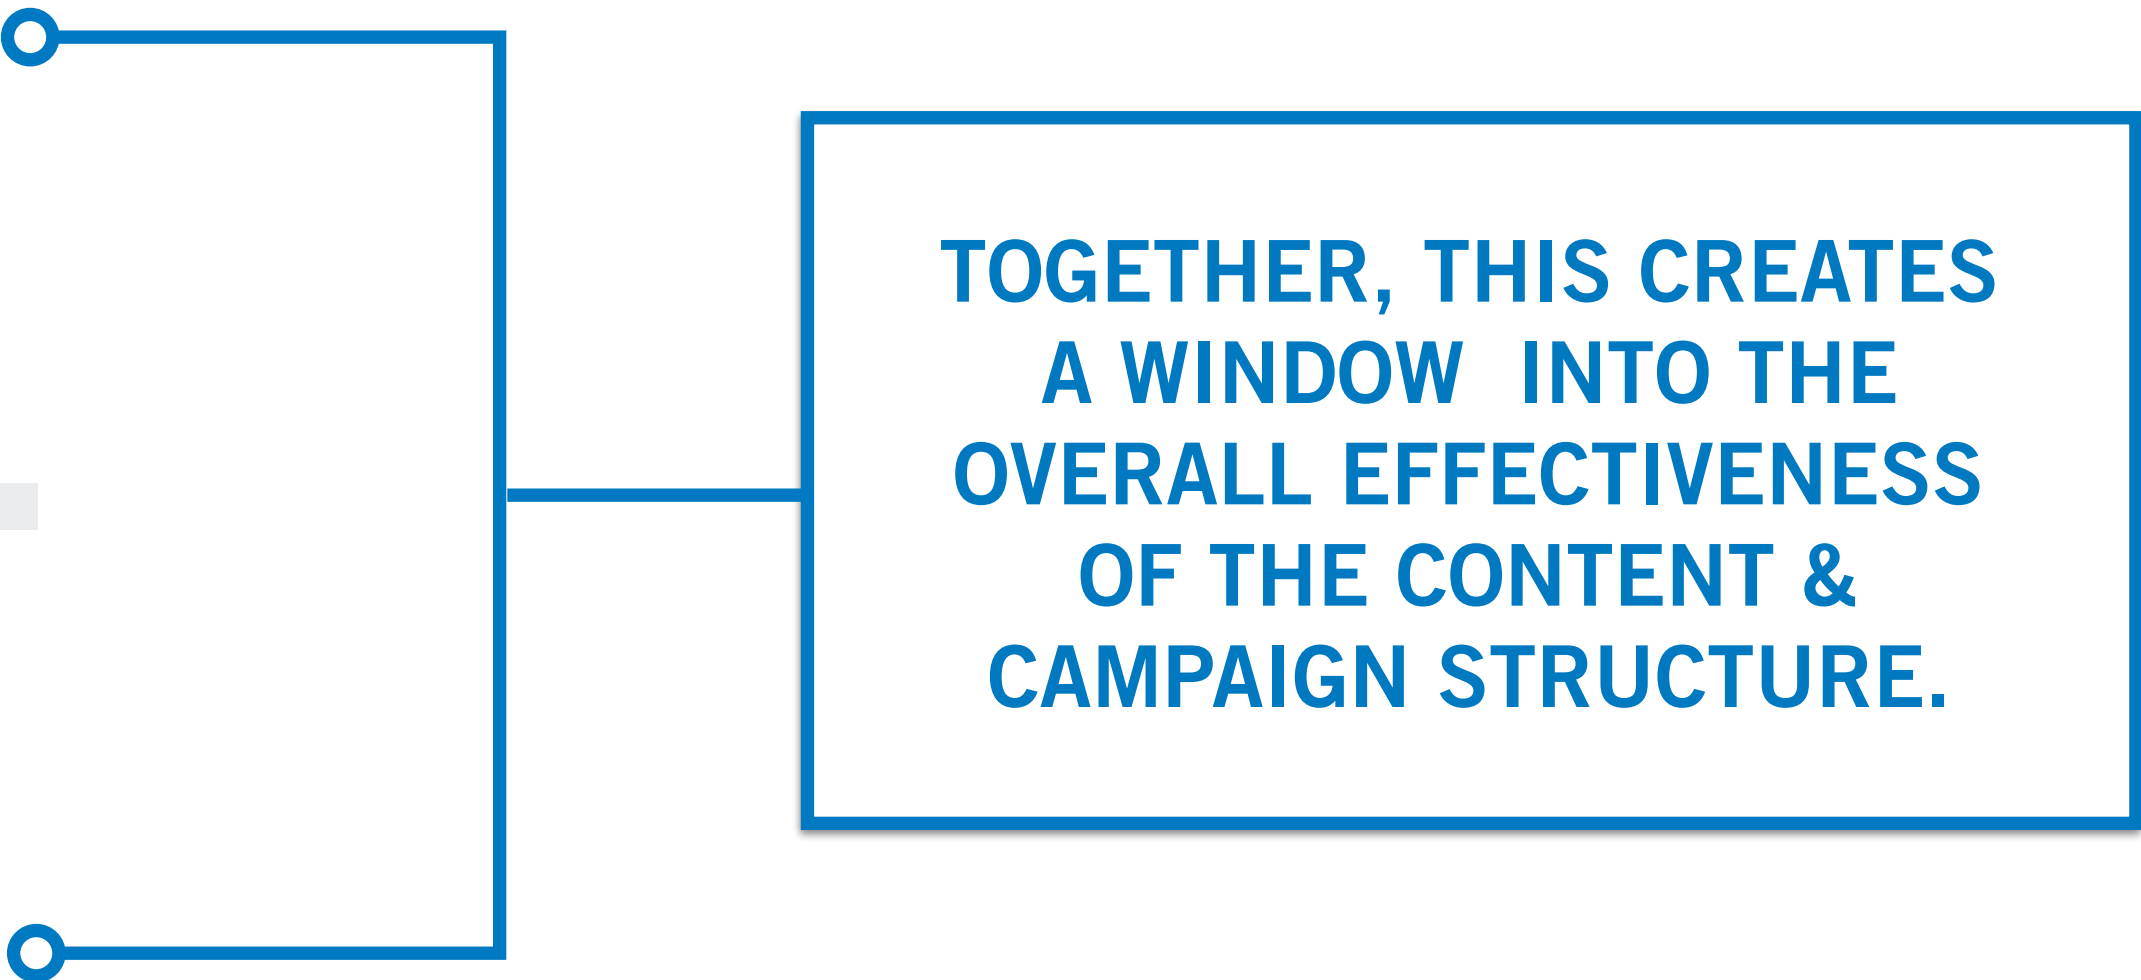 TOGETHER, THIS CREATES
A WINDOW  INTO THE
OVERALL EFFECTIVENESS
OF THE CONTENT &
CAMPAIGN STRUCTURE.